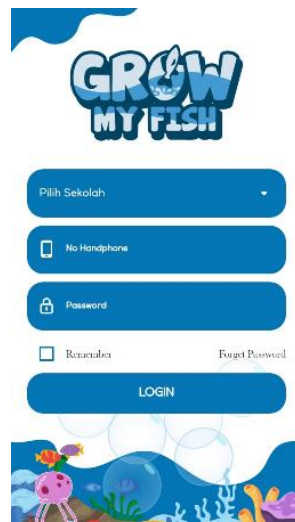 GROW
MY FISH
Pilih Sekolah
No Handphone
Password
Remember Forget Password
LOGIN